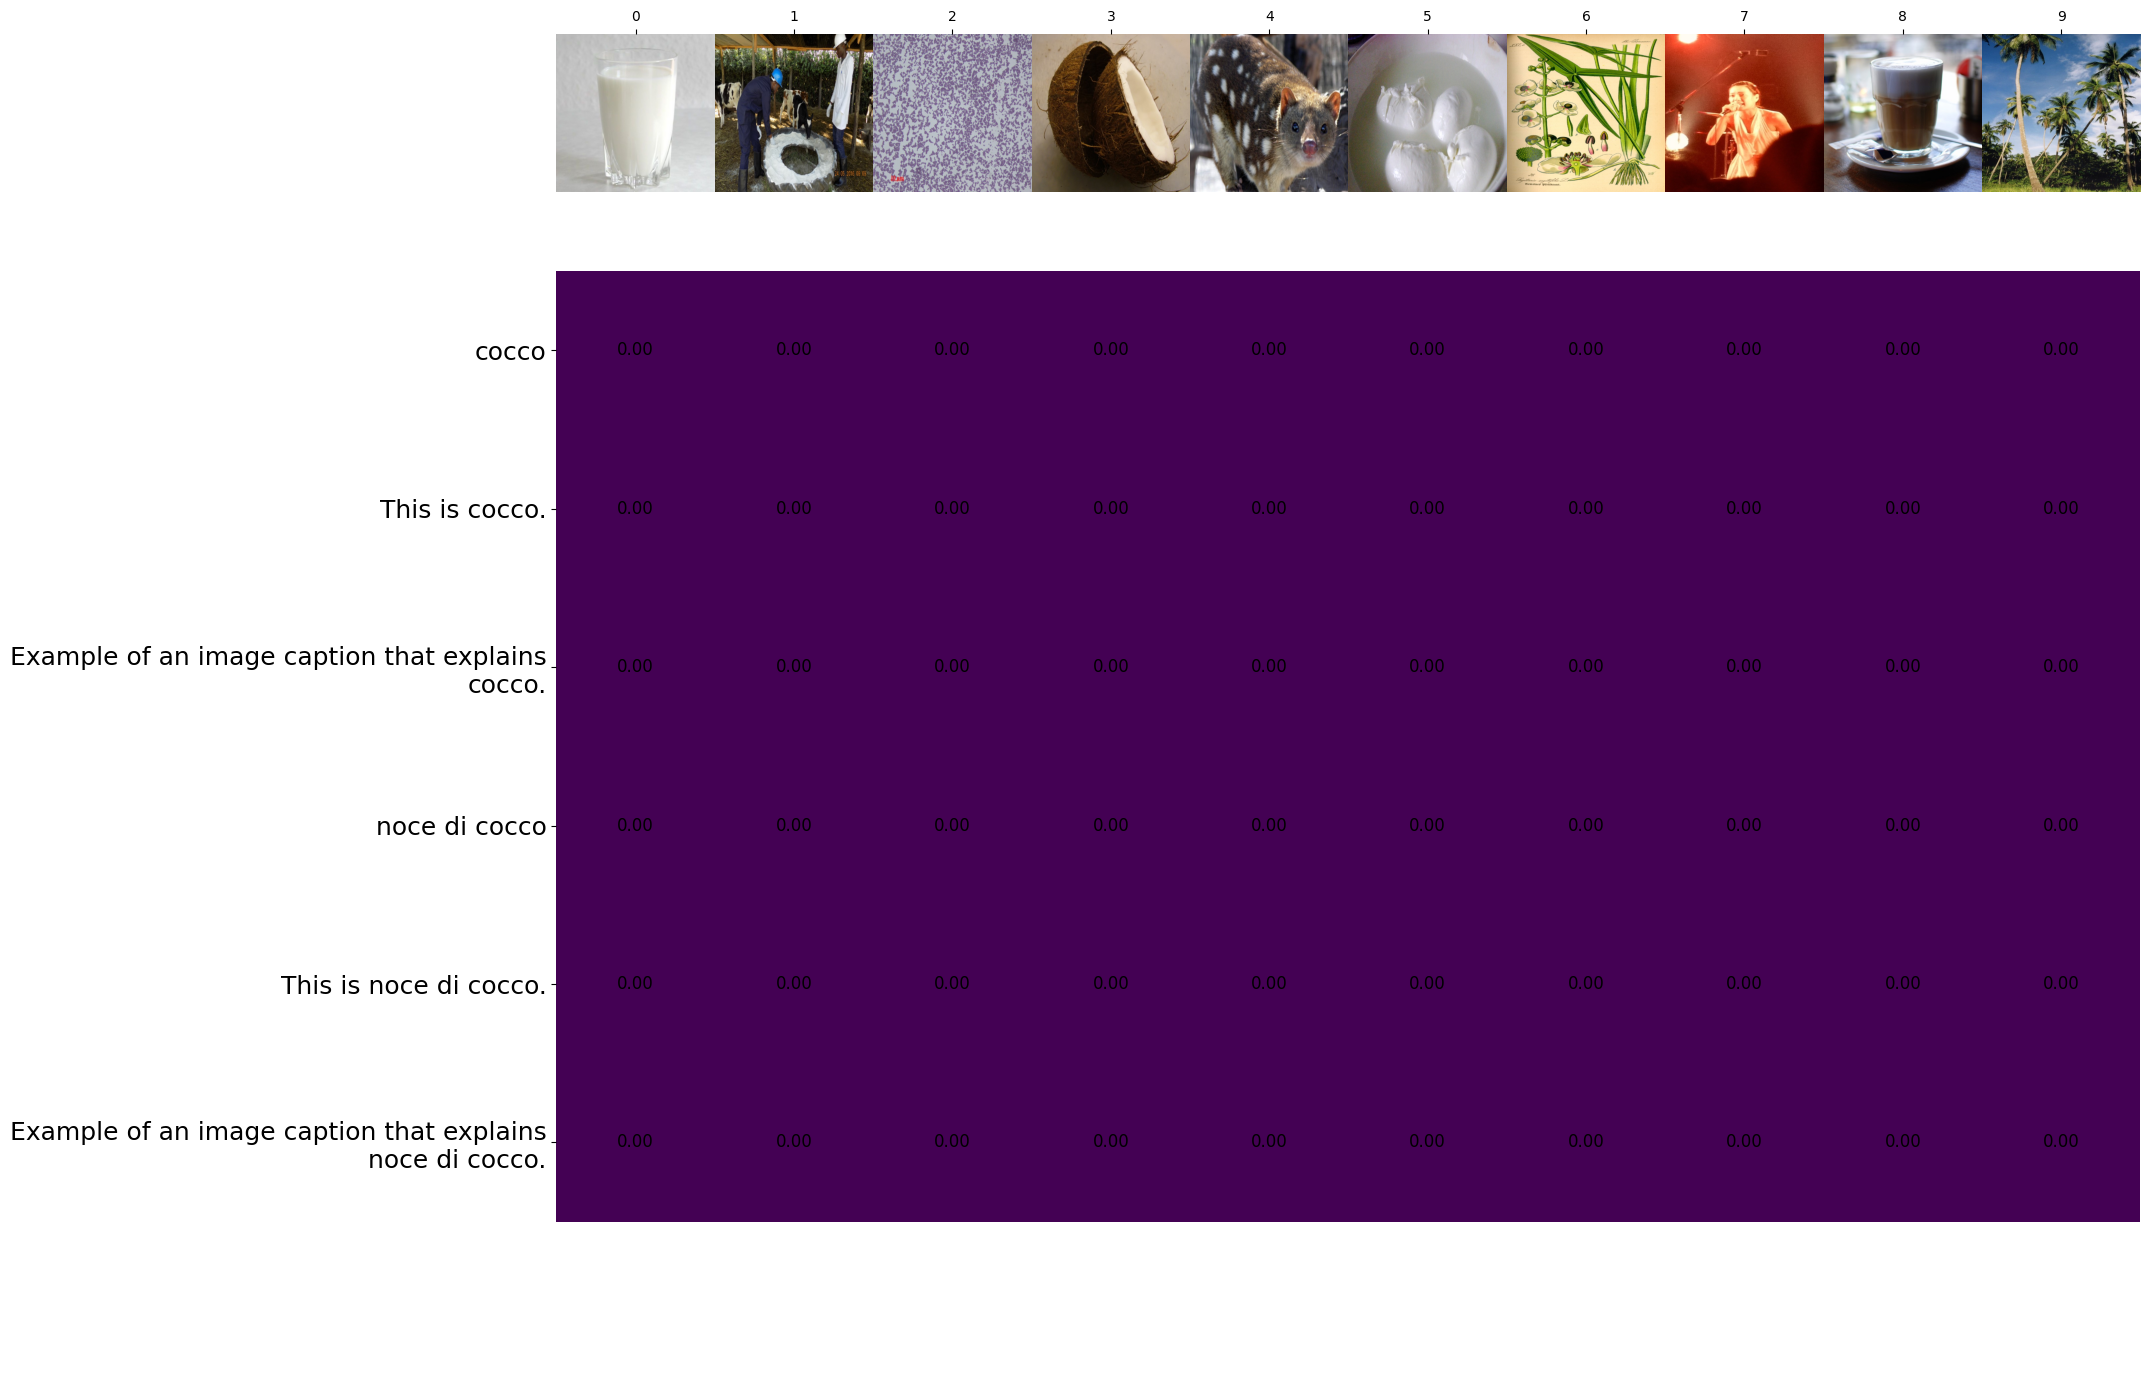 0 1 2 3 4 5 6 7 8 9
cocco 0.00 0.00 0.00 0.00 0.00 0.00 0.00 0.00 0.00 0.00
This is cocco. 0.00 0.00 0.00 0.00 0.00 0.00 0.00 0.00 0.00 0.00
Example of an image caption that explains
cocco. 0.00 0.00 0.00 0.00 0.00 0.00 0.00 0.00 0.00 0.00
noce di cocco 0.00 0.00 0.00 0.00 0.00 0.00 0.00 0.00 0.00 0.00
This is noce di cocco. 0.00 0.00 0.00 0.00 0.00 0.00 0.00 0.00 0.00 0.00
Example of an image caption that explains
noce di cocco. 0.00 0.00 0.00 0.00 0.00 0.00 0.00 0.00 0.00 0.00